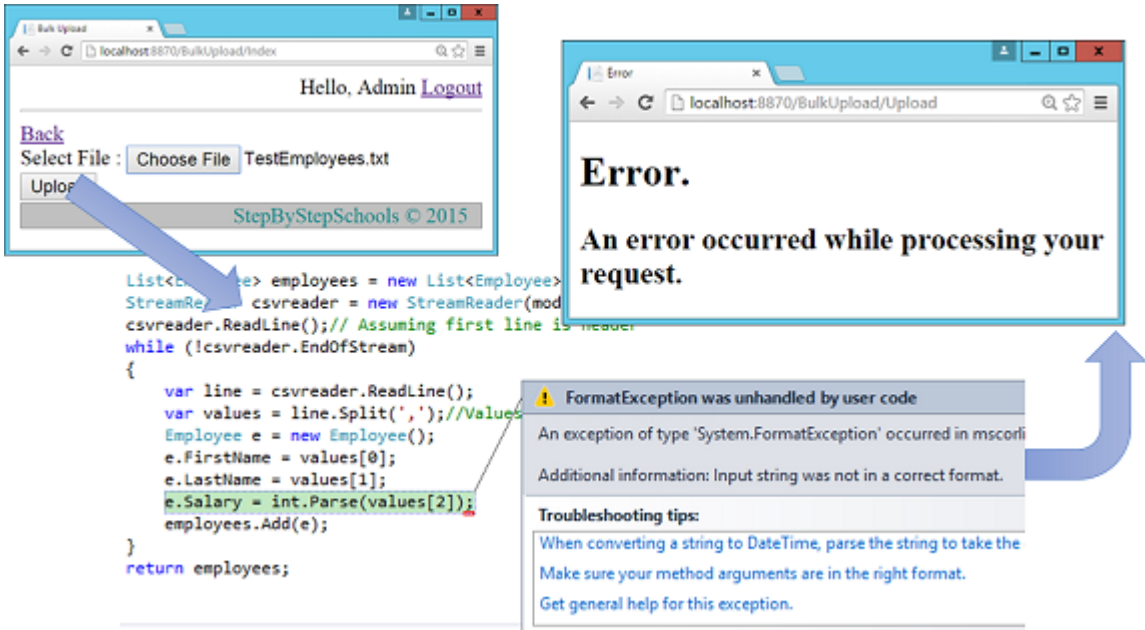 Bulk Upload
localhost:8870/BulkUpload/Index
Hello, Admin Logout
Back
Select File : Choose File TestEmployees.txt
Upload
StepByStepSchools © 2015
Error
localhost:8870/BulkUpload/Upload
Error.
An error occurred while processing your
request.
List< > employees = new List<Employee>
csvreader = new StreamReader(mod
csvreader.ReadLine();// Assuming first line is header
while (!csvreader.EndOfStream)
{
var line = csvreader.ReadLine();
var values = line.Split(',');//Values
Employee e = new Employee();
e.FirstName = values[0];
e.LastName = values[1];
e.Salary = int.Parse(values[2]);
employees.Add(e);
}
return employees;
FormatException was unhandled by user code
An exception of type 'System.FormatException' occurred in mscorli
Additional information: Input string was not in a correct format.
Troubleshooting tips:
When converting a string to DateTime, parse the string to take the
Make sure your method arguments are in the right format.
Get general help for this exception.